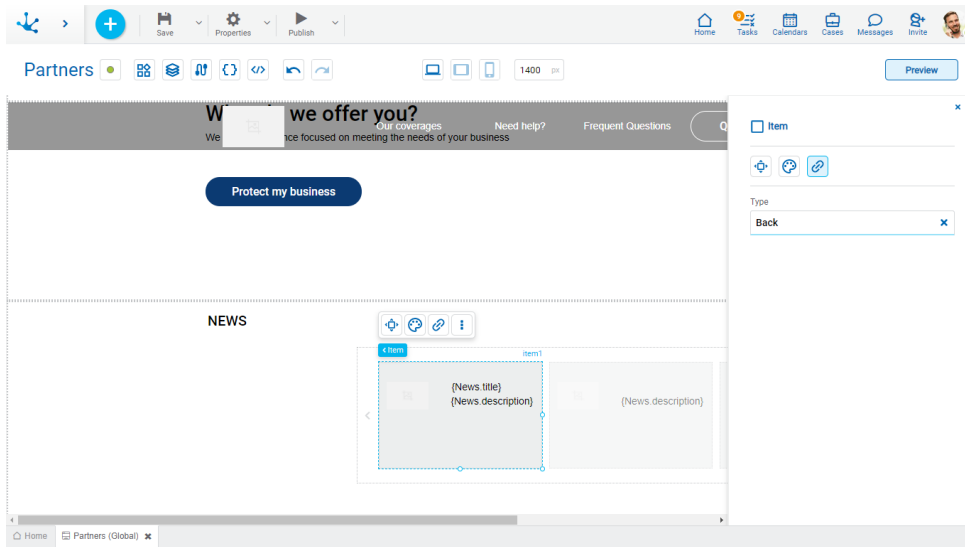 Save
Properties
Publish
Home
9
Tasks
Calendars
Cases
Messages
Invite
Partners
1400 px
Preview
we offer you?
We
nce focused on meeting the needs of your business
Our coverages
Need help?
Frequent Questions
Q
Protect my business
Item
Type
Back
NEWS
Item
item1
{News.title}
{News.description}
{News.description}
Home
Partners (Global)